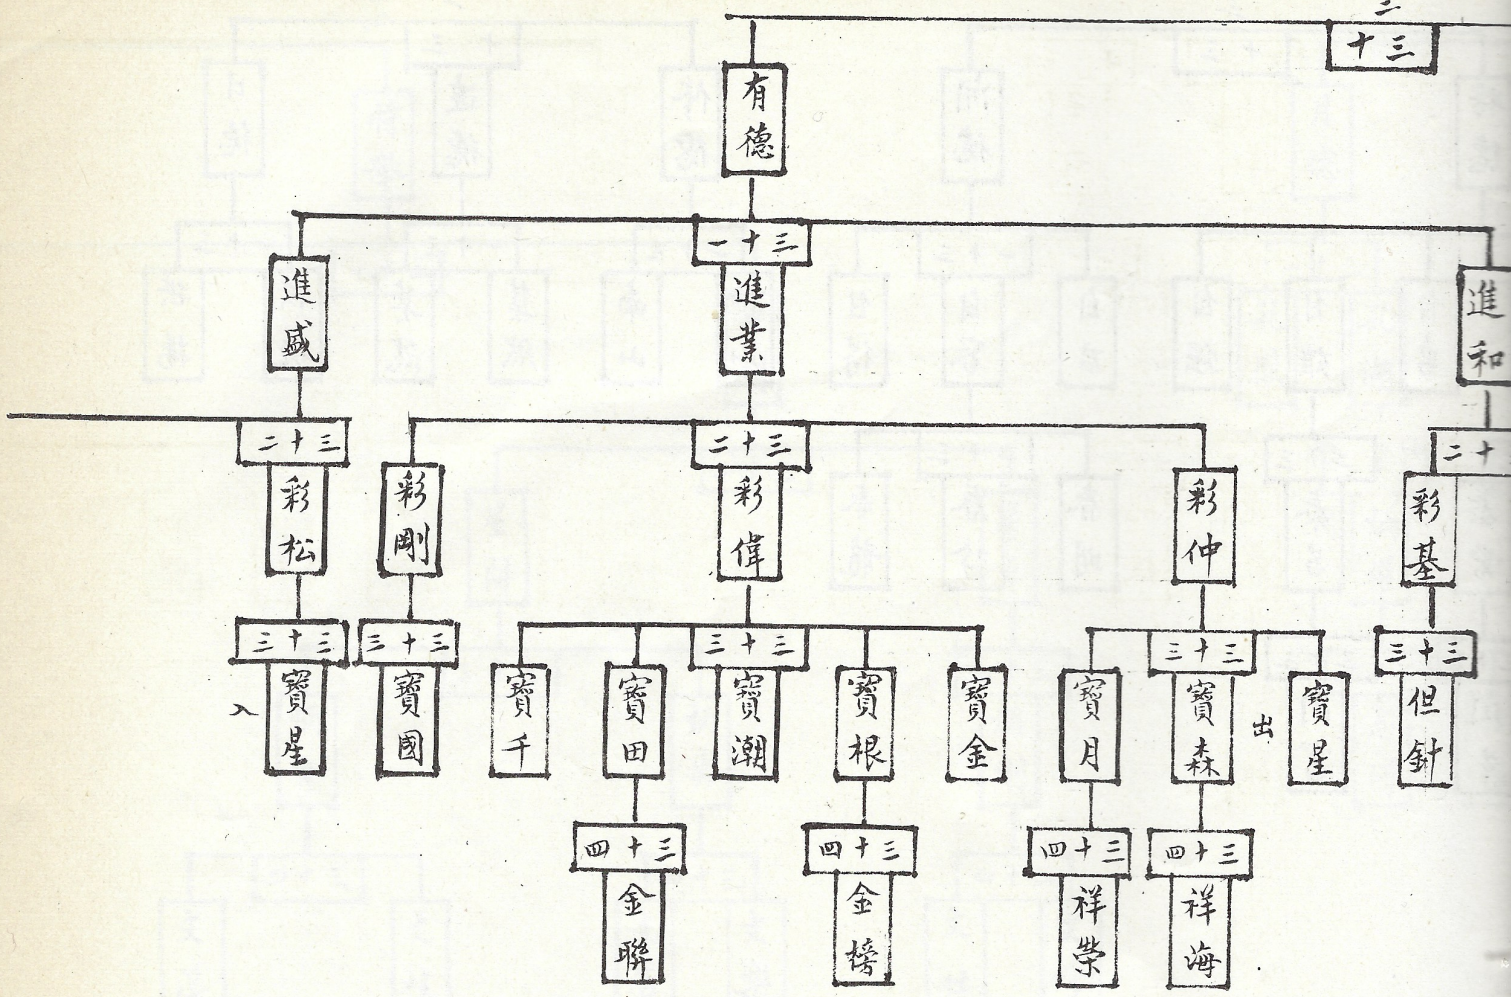 三十
有德
三十一
進和
進業
進盛
十二
三十二
三十二
彩基
彩仲
彩偉
彩剛
彩松
三十三
三十三
三十三
三十三
三十三
但針
寶星
出
寶森
寶月
寶金
寶根
寶潮
寶田
寶千
寶國
寶星
入
三十四
三十四
三十四
三十四
祥海
祥榮
金榜
金聯